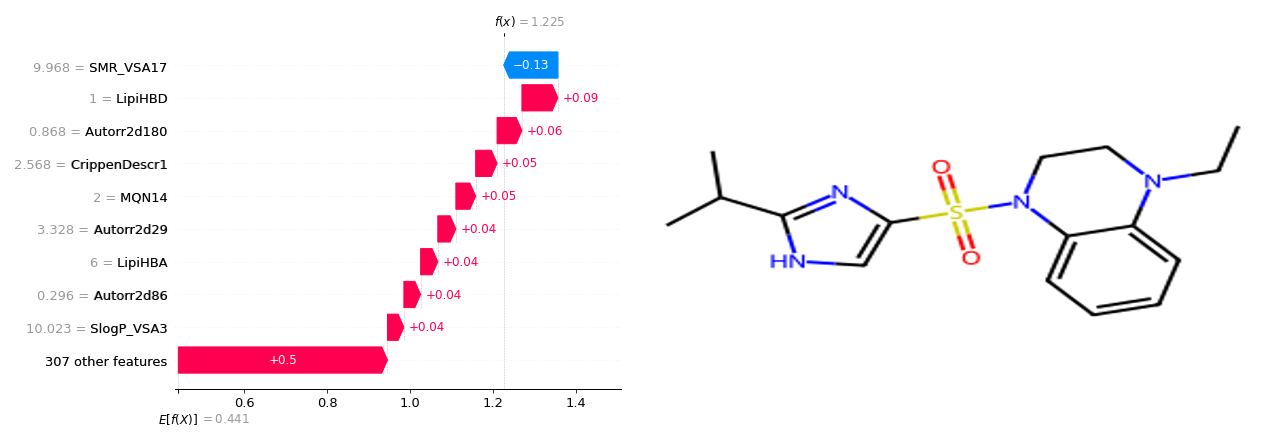 f(x) = 1.225
9.968 = SMR_VSA17
−0.13
1 = LipiHBD
+0.09
0.868 = Autorr2d180
+0.06
2.568 = CrippenDescr1
+0.05
2 = MQN14
+0.05
3.328 = Autorr2d29
+0.04
6 = LipiHBA
+0.04
0.296 = Autorr2d86
+0.04
10.023 = SlogP_VSA3
+0.04
307 other features
+0.5
0.6 0.8 1.0 1.2 1.4
E[f(X)] = 0.441
N
HN
O
S
O
N
N